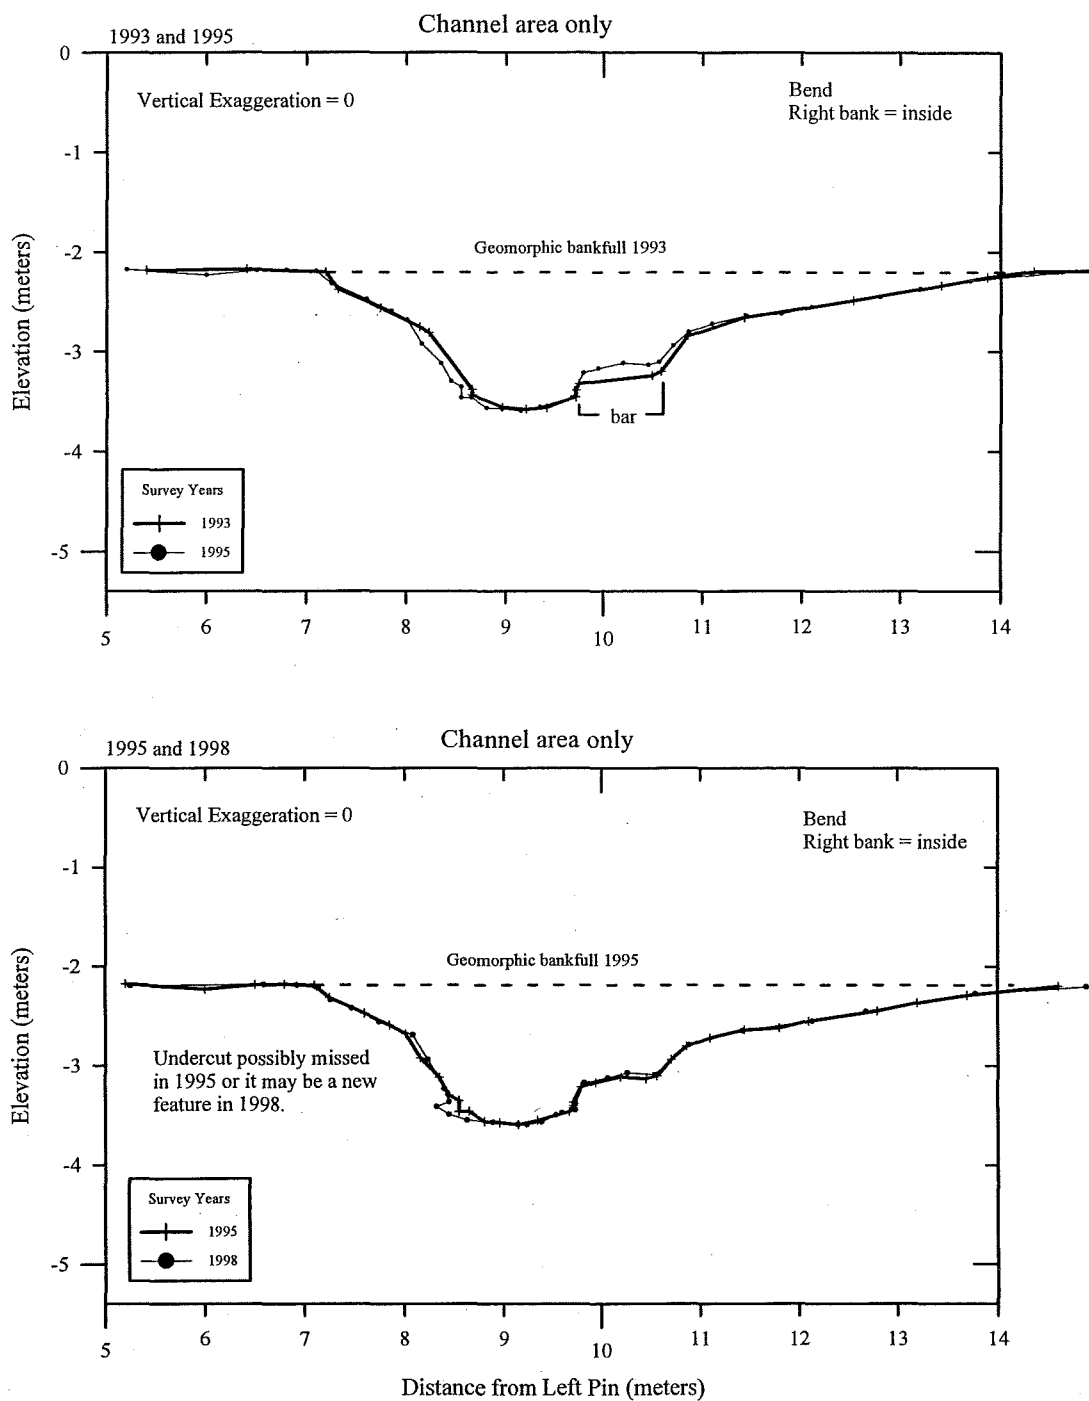 Channel area only
1993 and 1995
0
Vertical Exaggeration = 0
Bend
Right bank = inside
-1
-2
Geomorphic bankfull 1993
Elevation (meters)
-3
bar
-4
Survey Years
1993
1995
-5
5 6 7 8 9 10 11 12 13 14
Channel area only
1995 and 1998
0
Vertical Exaggeration = 0
Bend
Right bank = inside
-1
-2
Geomorphic bankfull 1995
Elevation (meters)
-3
Undercut possibly missed
in 1995 or it may be a new
feature in 1998.
-4
Survey Years
1995
1998
-5
5 6 7 8 9 10 11 12 13 14
Distance from Left Pin (meters)